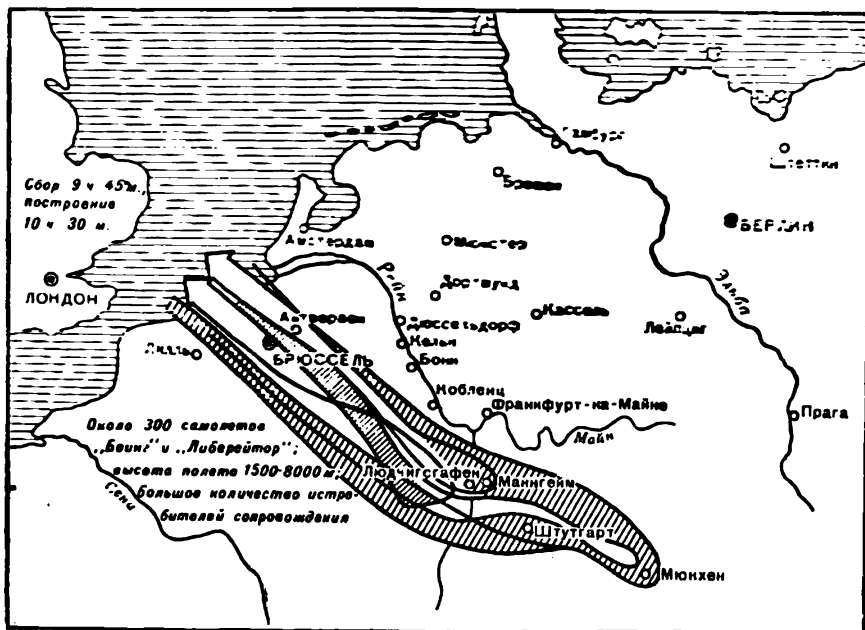 Сбор 9 ч 45 м.,
построение
10 ч 30 м.
ЛОНДОН
Амстердам
Бремен
Штеттин
БЕРЛИН
Мюнстер
Дортмунд
Рейн
Эльба
Антверпен
Дюссельдорф
Кассель
Лейпциг
Кельн
БРЮССЕЛЬ
Лилль
Бонн
Кобленц
Франкфурт-на-Майне
Прага
Майн
Около 300 самолетов
„Боинг" и „Либерейтор";
высота полета 1500-8000 м;
Большое количество истре-
бителей сопровождения
Сена
Людвигсгафен
Маннгейм
Штутгарт
Мюнхен